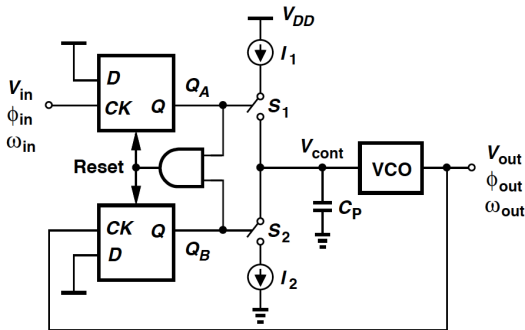 V_DD
I_1
D
CK
Q
Q_A
S_1
V_in
ϕ_in
ω_in
Reset
V_cont
VCO
V_out
ϕ_out
ω_out
C_P
CK
Q
D
Q_B
S_2
I_2